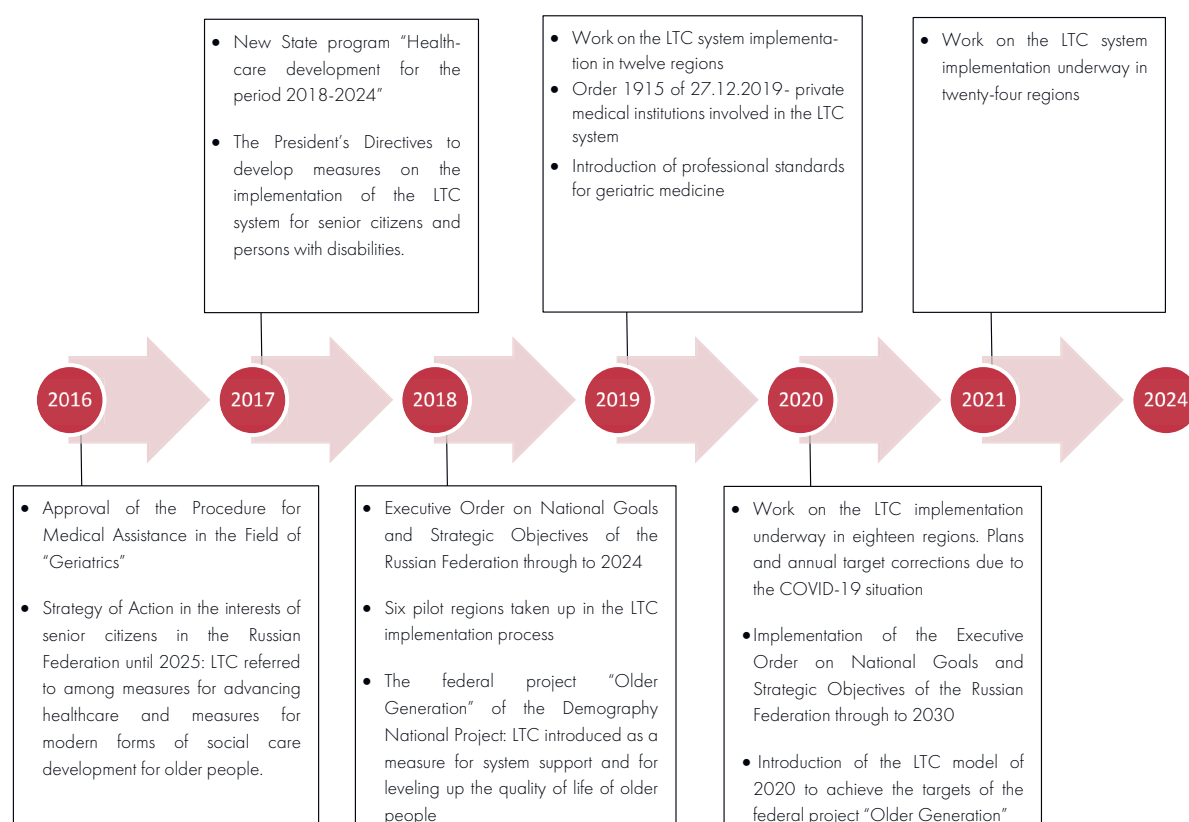 • New State program “Health-
care development for the
period 2018-2024”
• The President’s Directives to
develop measures on the
implementation of the LTC
system for senior citizens and
persons with disabilities.
• Work on the LTC system implementa-
tion in twelve regions
• Order 1915 of 27.12.2019- private
medical institutions involved in the LTC
system
• Introduction of professional standards
for geriatric medicine
• Work on the LTC system
implementation underway in
twenty-four regions
2016
2017
2018
2019
2020
2021
2024
• Approval of the Procedure for
Medical Assistance in the Field of
“Geriatrics”
• Strategy of Action in the interests of
senior citizens in the Russian
Federation until 2025: LTC referred
to among measures for advancing
healthcare and measures for
modern forms of social care
development for older people.
• Executive Order on National Goals
and Strategic Objectives of the
Russian Federation through to 2024
• Six pilot regions taken up in the LTC
implementation process
• The federal project “Older
Generation” of the Demography
National Project: LTC introduced as a
measure for system support and for
leveling up the quality of life of older
people
• Work on the LTC implementation
underway in eighteen regions. Plans
and annual target corrections due to
the COVID-19 situation
•Implementation of the Executive
Order on National Goals and
Strategic Objectives of the Russian
Federation through to 2030
• Introduction of the LTC model of
2020 to achieve the targets of the
federal project “Older Generation”